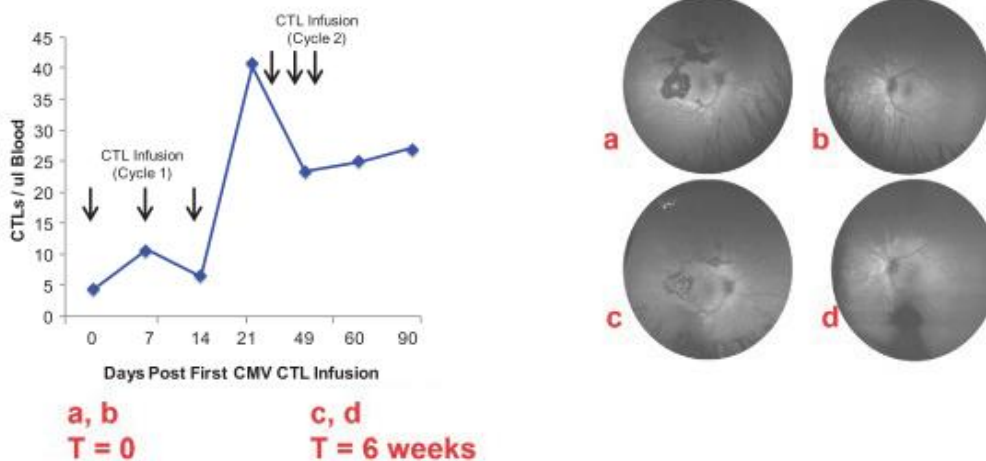 CTL Infusion
(Cycle 2)
45
40
35
30
25
20
15
10
5
0
CTLs / ul Blood
CTL Infusion
(Cycle 1)
0 7 14 21 49 60 90
Days Post First CMV CTL Infusion
a, b
T = 0
c, d
T = 6 weeks
a
b
c
d